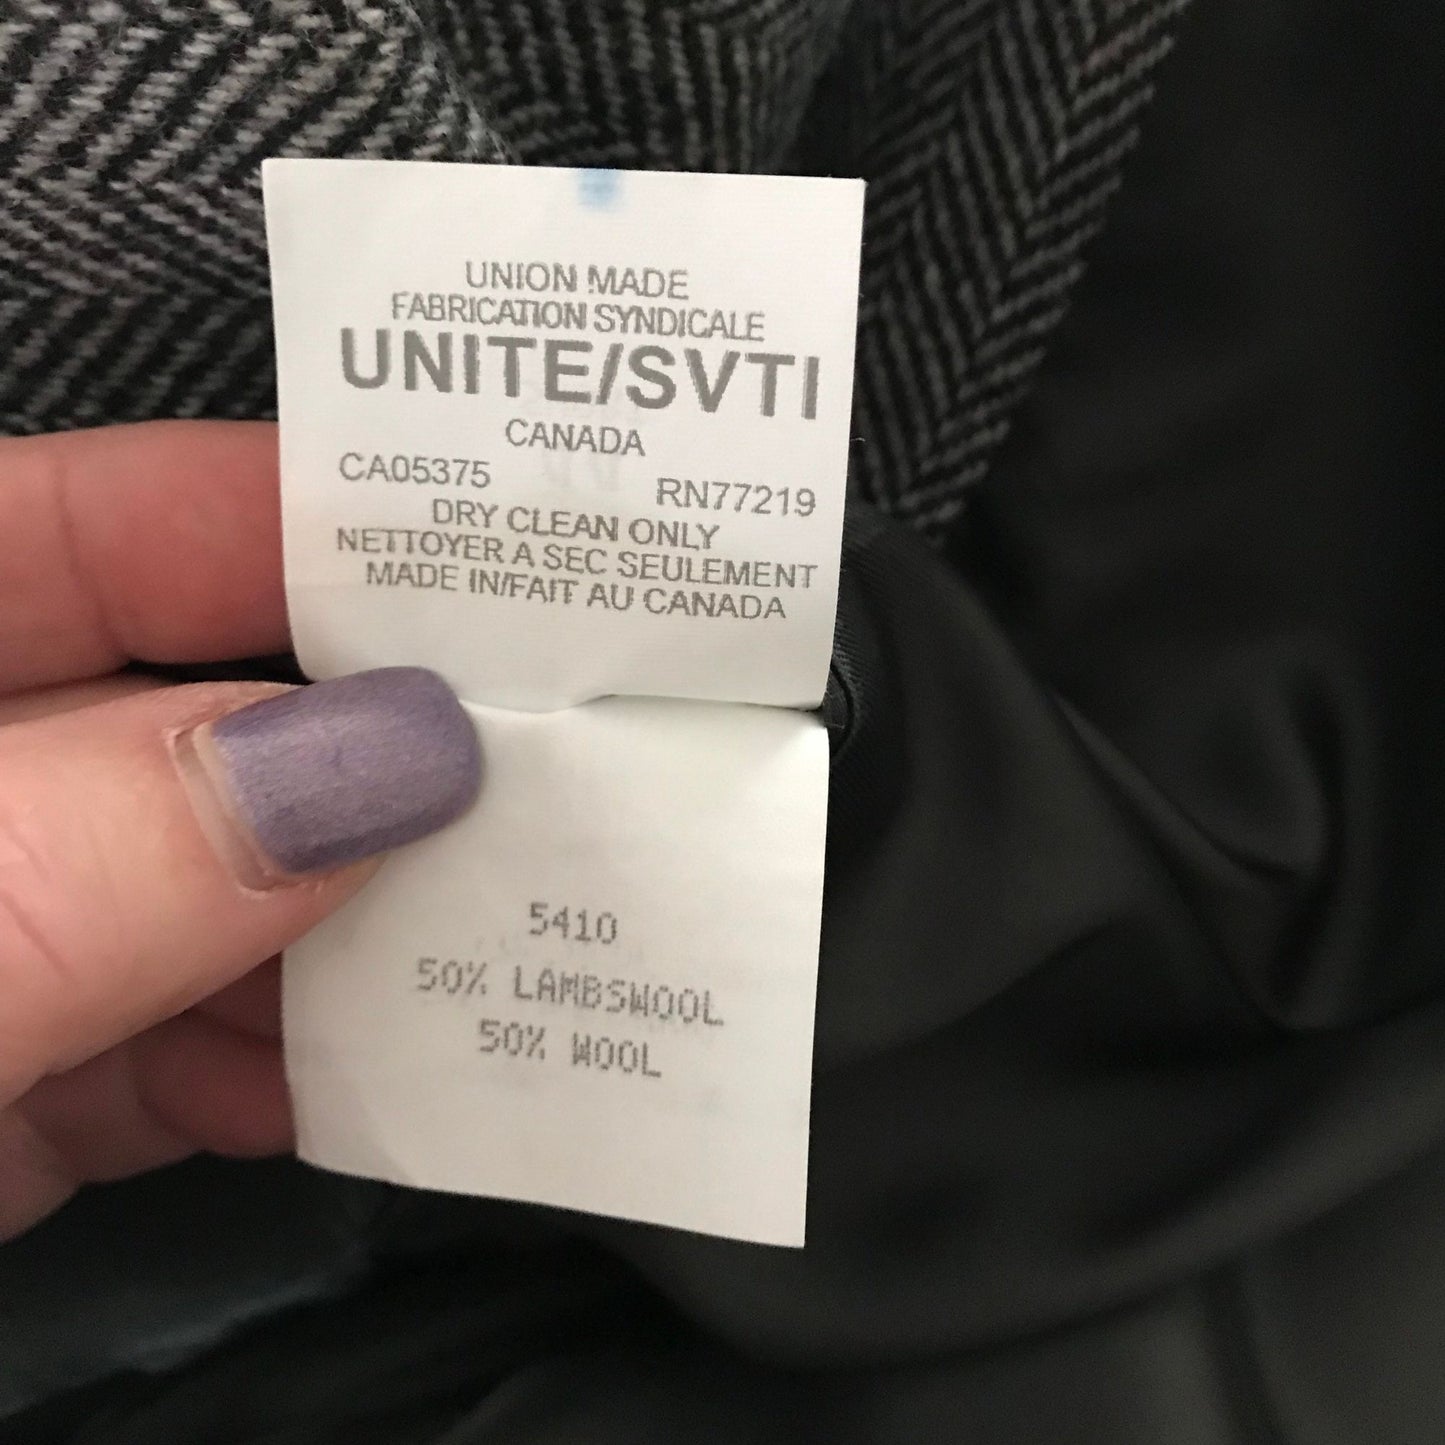 UNION MADE
FABRICATION SYNDICALE
UNITE/SVTI
CANADA
CA05375 RN77219
DRY CLEAN ONLY
NETTOYER A SEC SEULEMENT
MADE IN/FAIT AU CANADA
5410
50% LAMBSWOOL
50% WOOL